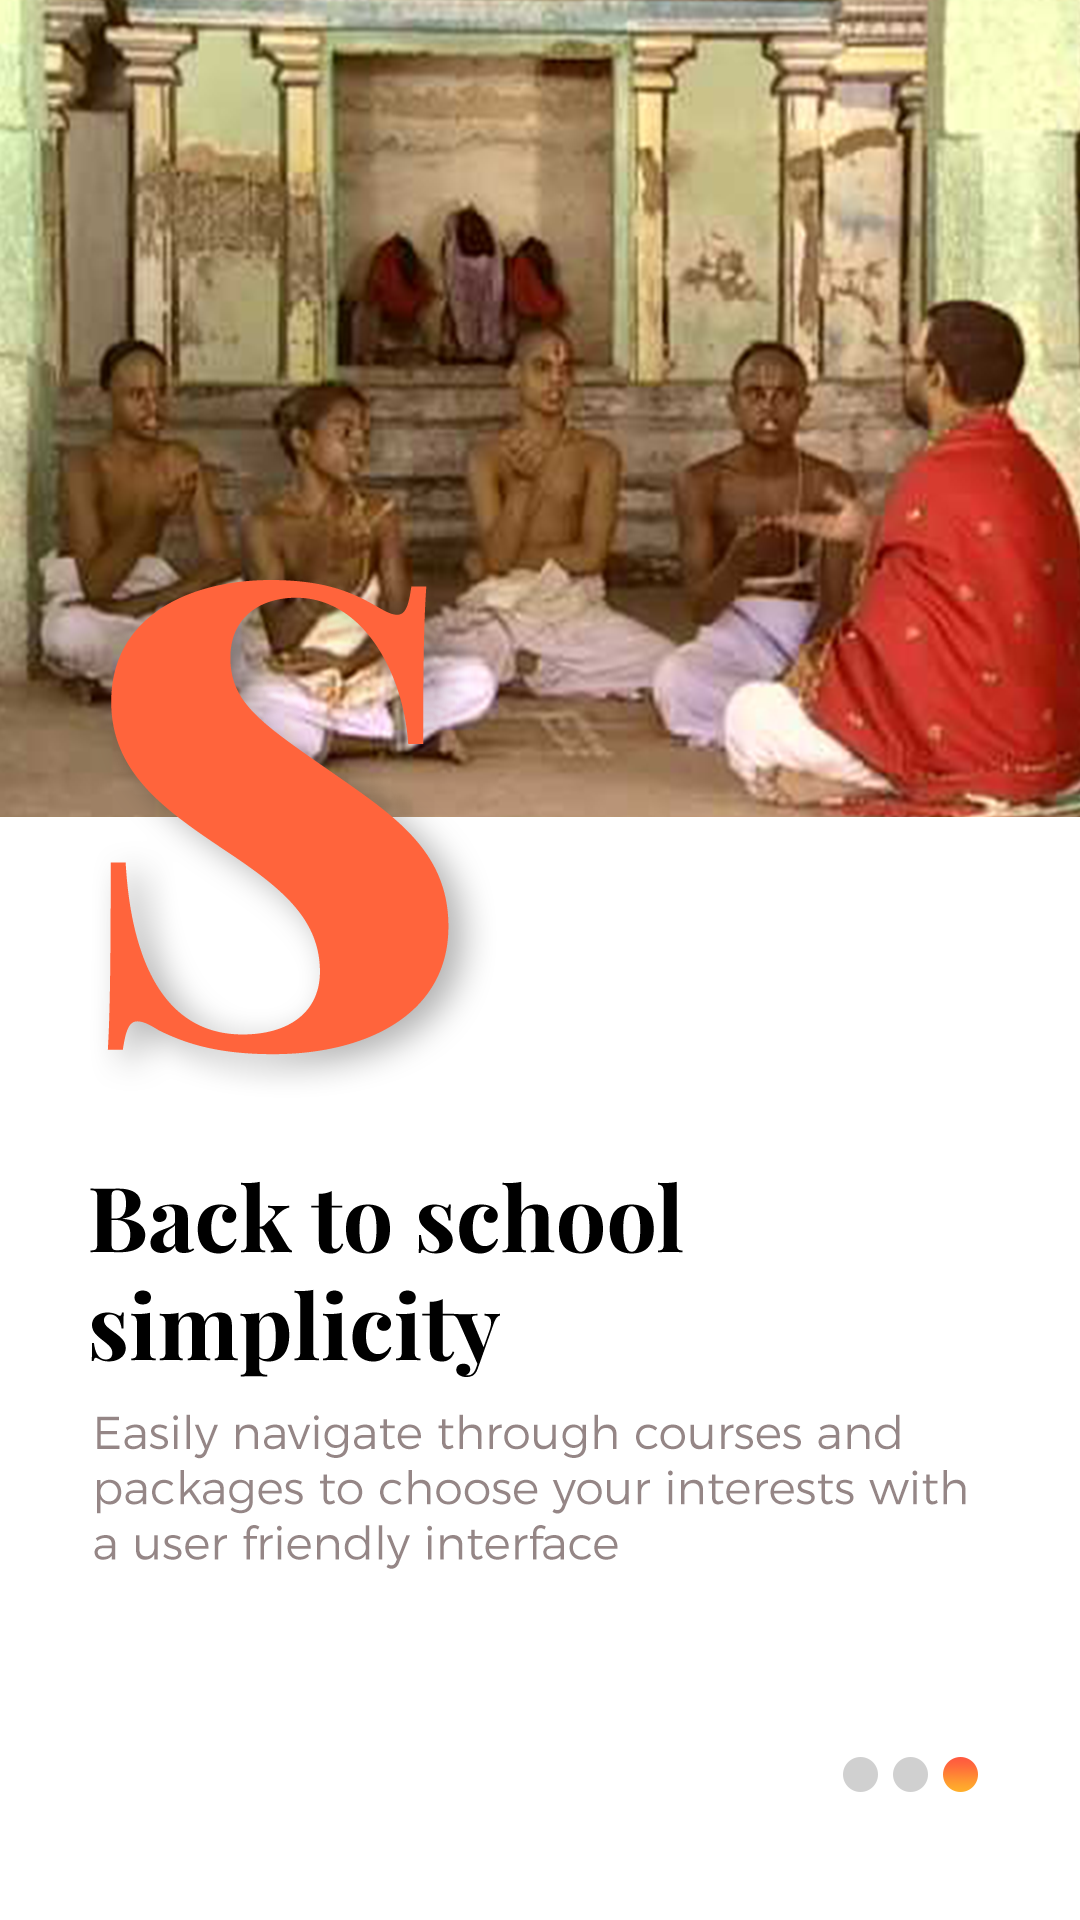 S
Back to school
simplicity
Easily navigate through courses and
packages to choose your interests with
a user friendly interface